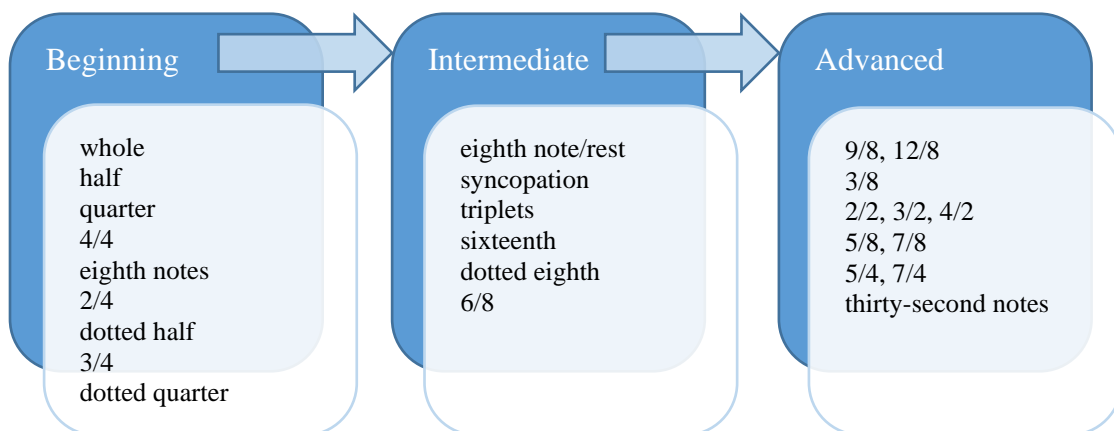 Beginning
whole
half
quarter
4/4
eighth notes
2/4
dotted half
3/4
dotted quarter
Intermediate
eighth note/rest
syncopation
triplets
sixteenth
dotted eighth
6/8
Advanced
9/8, 12/8
3/8
2/2, 3/2, 4/2
5/8, 7/8
5/4, 7/4
thirty-second notes